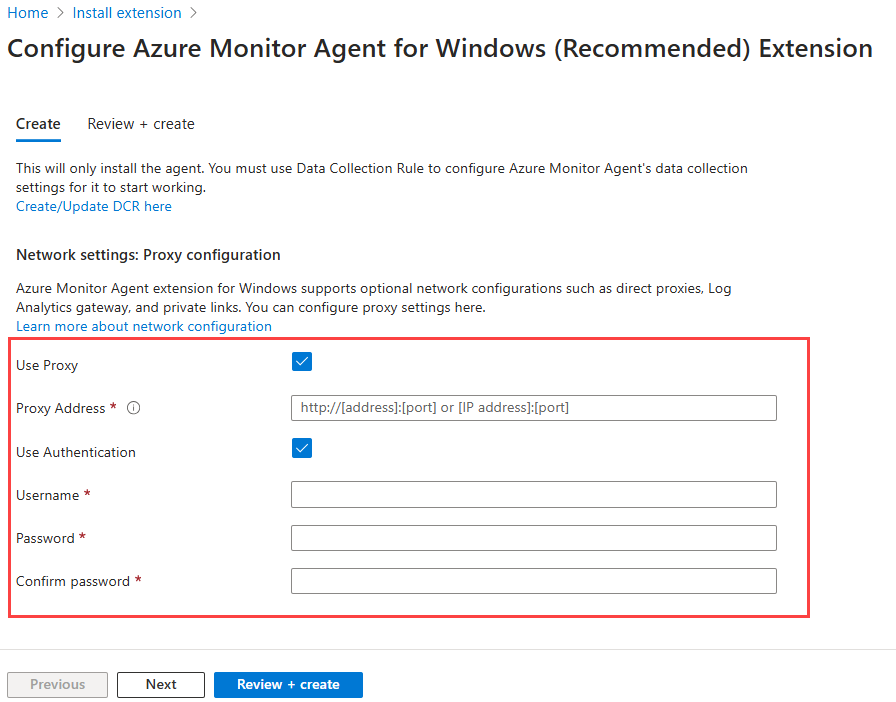 Home > Install extension >
Configure Azure Monitor Agent for Windows (Recommended) Extension
Create Review + create
This will only install the agent. You must use Data Collection Rule to configure Azure Monitor Agent's data collection
settings for it to start working.
Create/Update DCR here
Network settings: Proxy configuration
Azure Monitor Agent extension for Windows supports optional network configurations such as direct proxies, Log
Analytics gateway, and private links. You can configure proxy settings here.
Learn more about network configuration
Use Proxy
Proxy Address * http://[address]:[port] or [IP address]:[port]
Use Authentication
Username *
Password *
Confirm password *
Previous Next Review + create